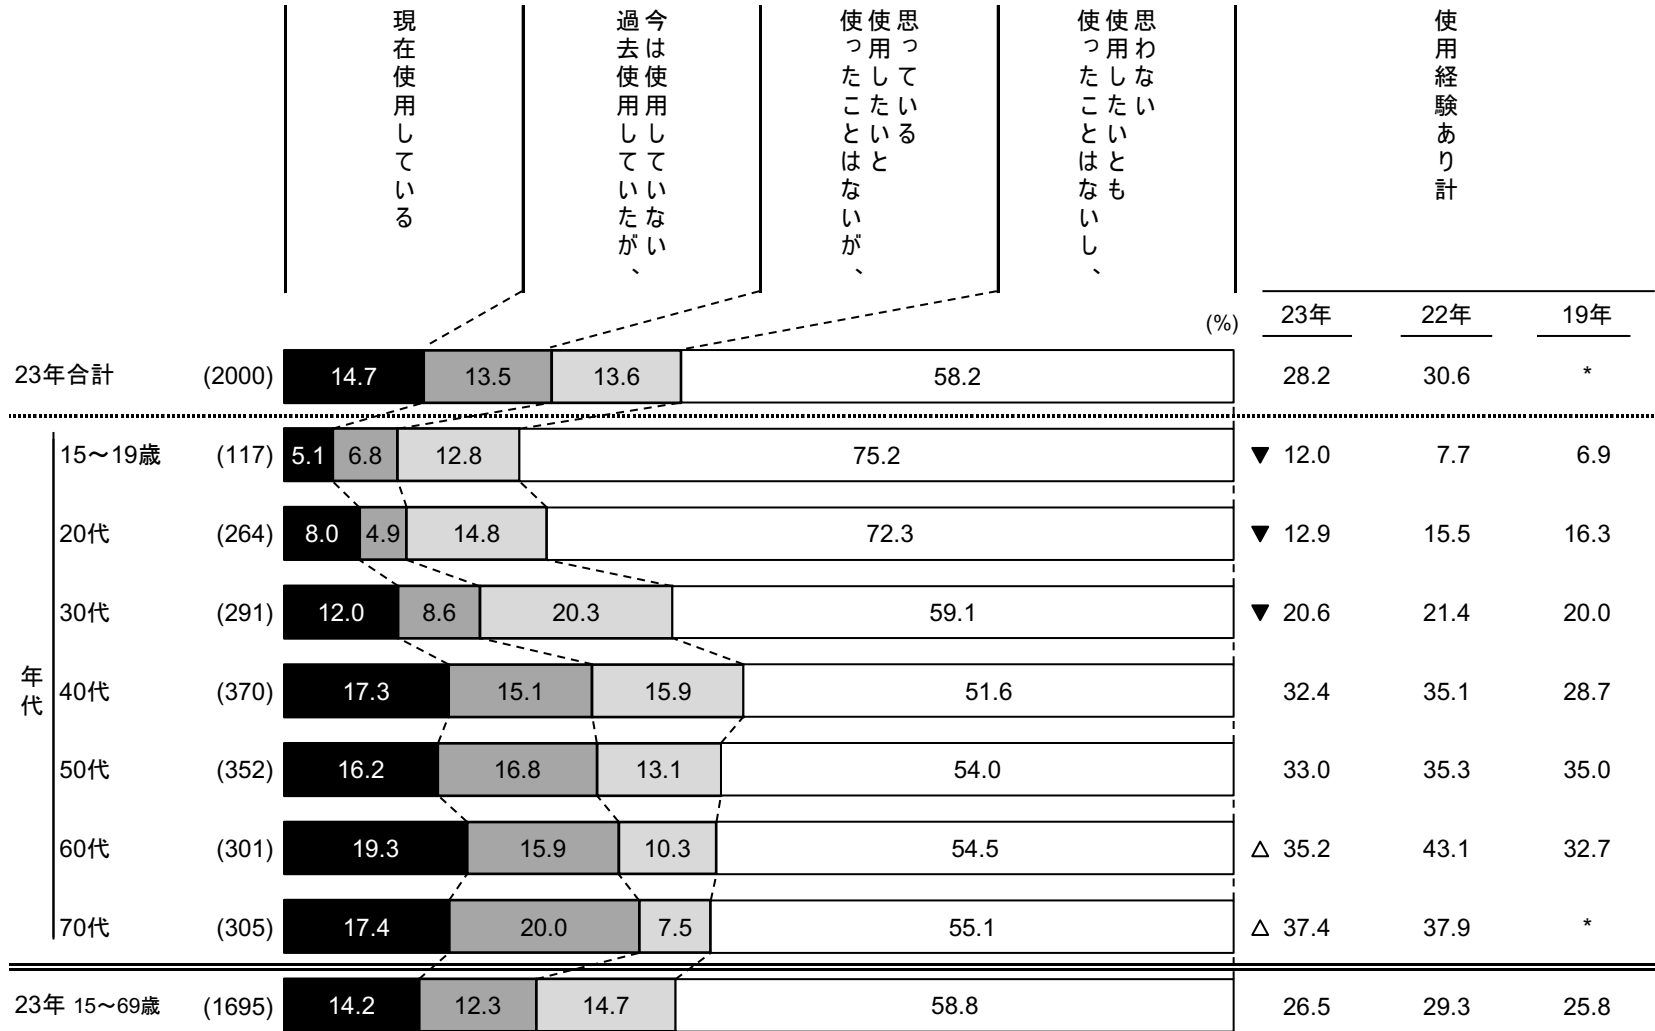 現在使用している
過去使用していたが、
今は使用していない
使ったことはないが、
使用したいと
思っている
使ったことはないし、
使用したいとも
思わない
使用経験あり計
(%) 23年 22年 19年
23年合計 (2000) 14.7 13.5 13.6 58.2 28.2 30.6 *
年代
15～19歳 (117) 5.1 6.8 12.8 75.2 ▼ 12.0 7.7 6.9
20代 (264) 8.0 4.9 14.8 72.3 ▼ 12.9 15.5 16.3
30代 (291) 12.0 8.6 20.3 59.1 ▼ 20.6 21.4 20.0
40代 (370) 17.3 15.1 15.9 51.6 32.4 35.1 28.7
50代 (352) 16.2 16.8 13.1 54.0 33.0 35.3 35.0
60代 (301) 19.3 15.9 10.3 54.5 △ 35.2 43.1 32.7
70代 (305) 17.4 20.0 7.5 55.1 △ 37.4 37.9 *
23年 15～69歳 (1695) 14.2 12.3 14.7 58.8 26.5 29.3 25.8